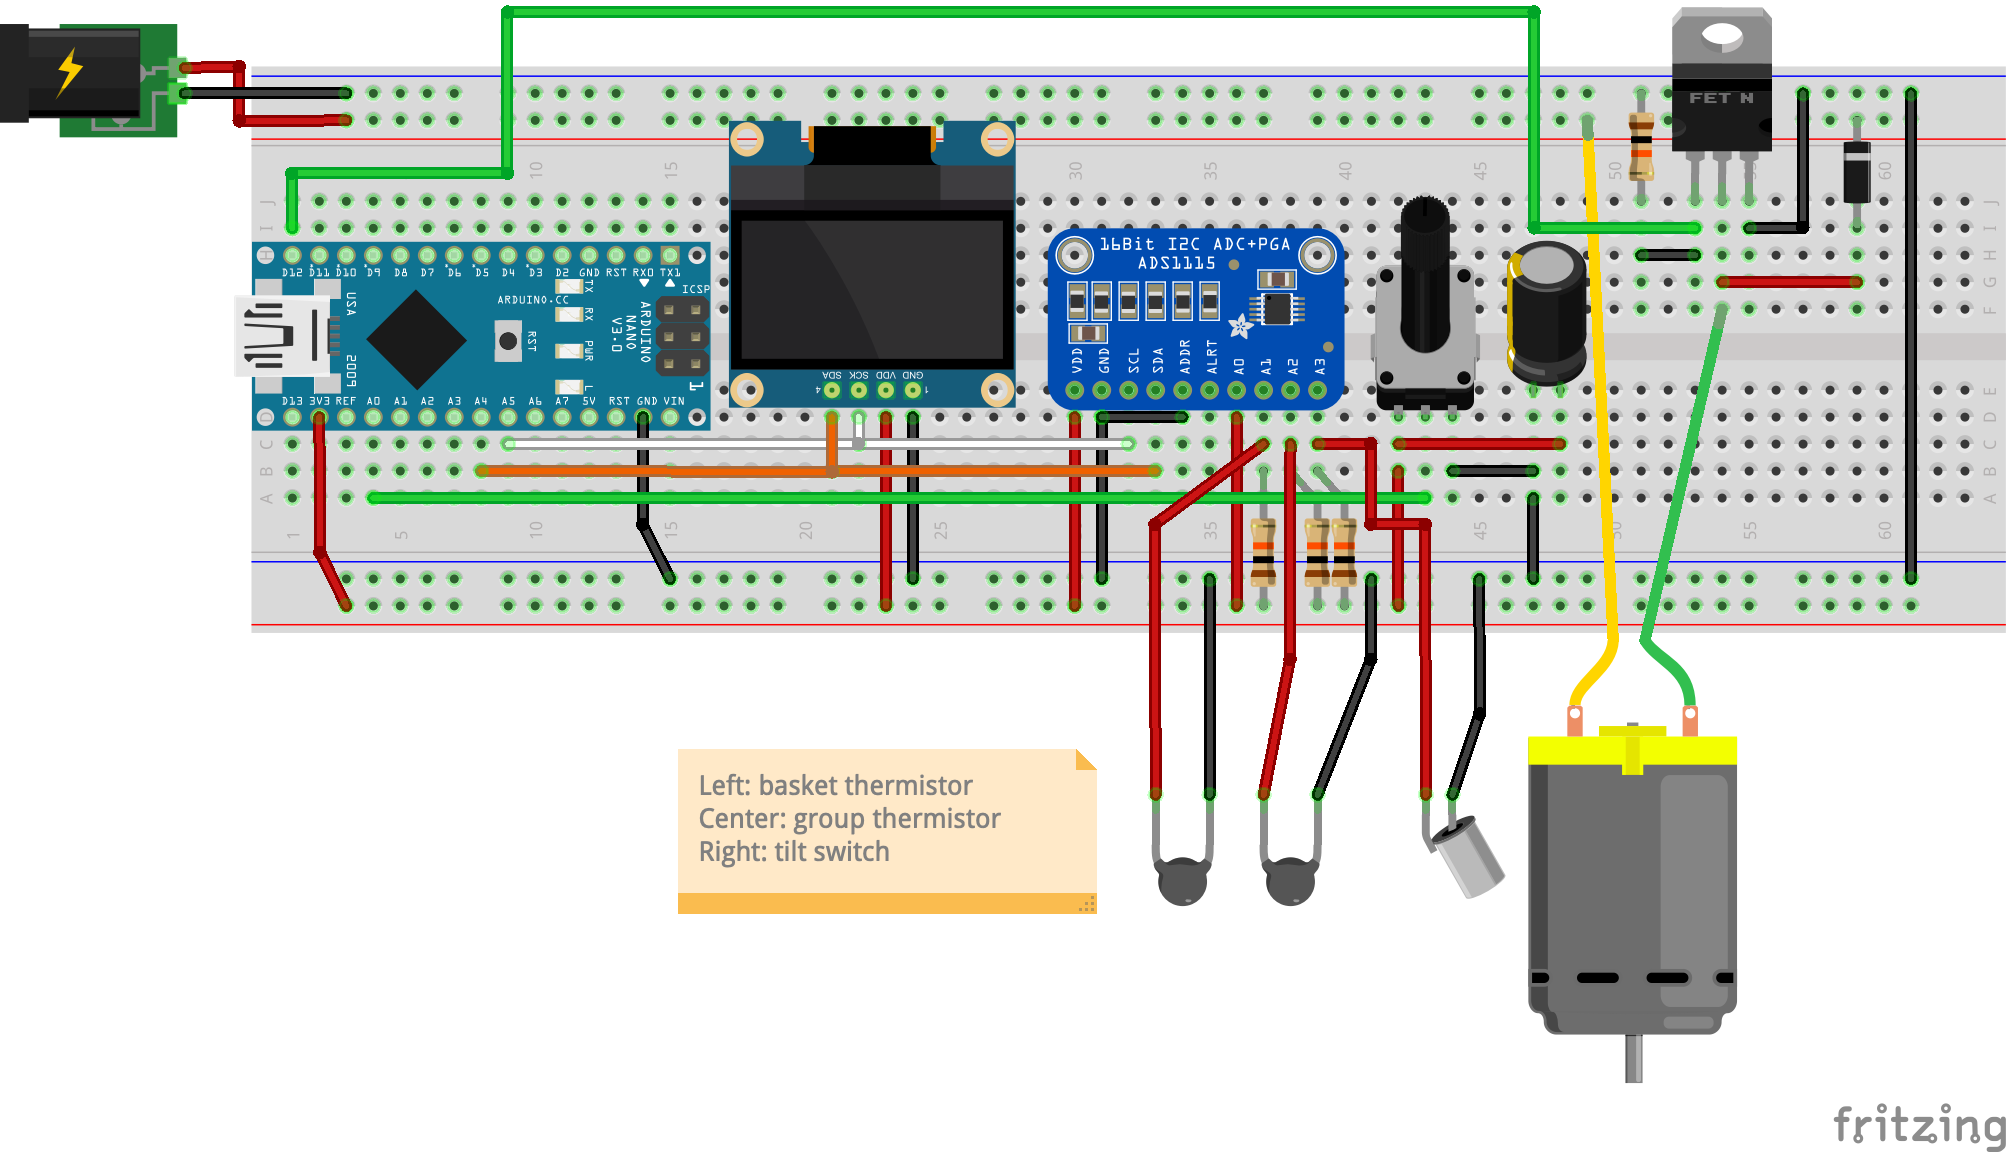 FET N
10
15
30
35
45
50
55
60
J
J
I
I
H
H
G
F
D12 D11 D10 D9 D8 D7 D6 D5 D4 D3 D2 GND RST RX0 TX1
USA
2009
ARDUINO.CC
TX
RX
PWR
L
RST
ICSP
ARDUINO
NANO
V3.0
1
D13 3V3 REF A0 A1 A2 A3 A4 A5 A6 A7 5V RST GND VIN
4 SDA SCK VDD GND 1
16Bit I2C ADC+PGA
ADS1115
VDD GND SCL SDA ADDR ALRT A0 A1 A2 A3
E
D
D
C
C
B
B
A
A
1
5
10
15
20
25
35
40
45
50
55
60
Left: basket thermistor
Center: group thermistor
Right: tilt switch
fritzing